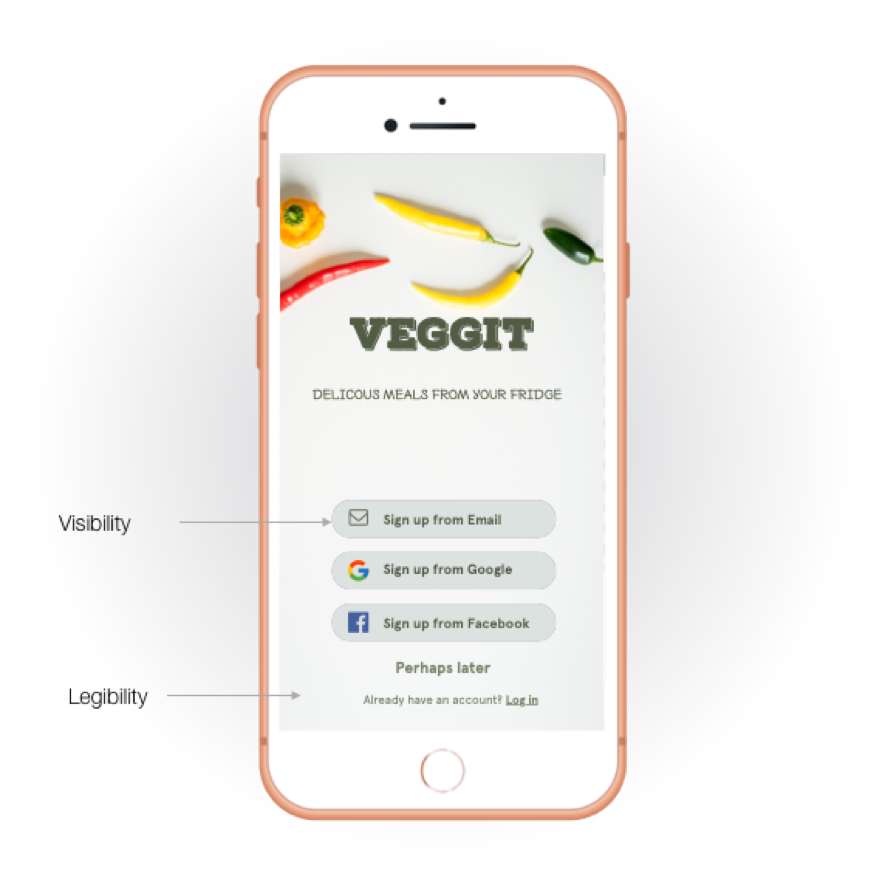 VEGGIT
DELICOUS MEALS FROM YOUR FRIDGE
Visibility
Sign up from Email
Sign up from Google
Sign up from Facebook
Perhaps later
Legibility
Already have an account? Log in